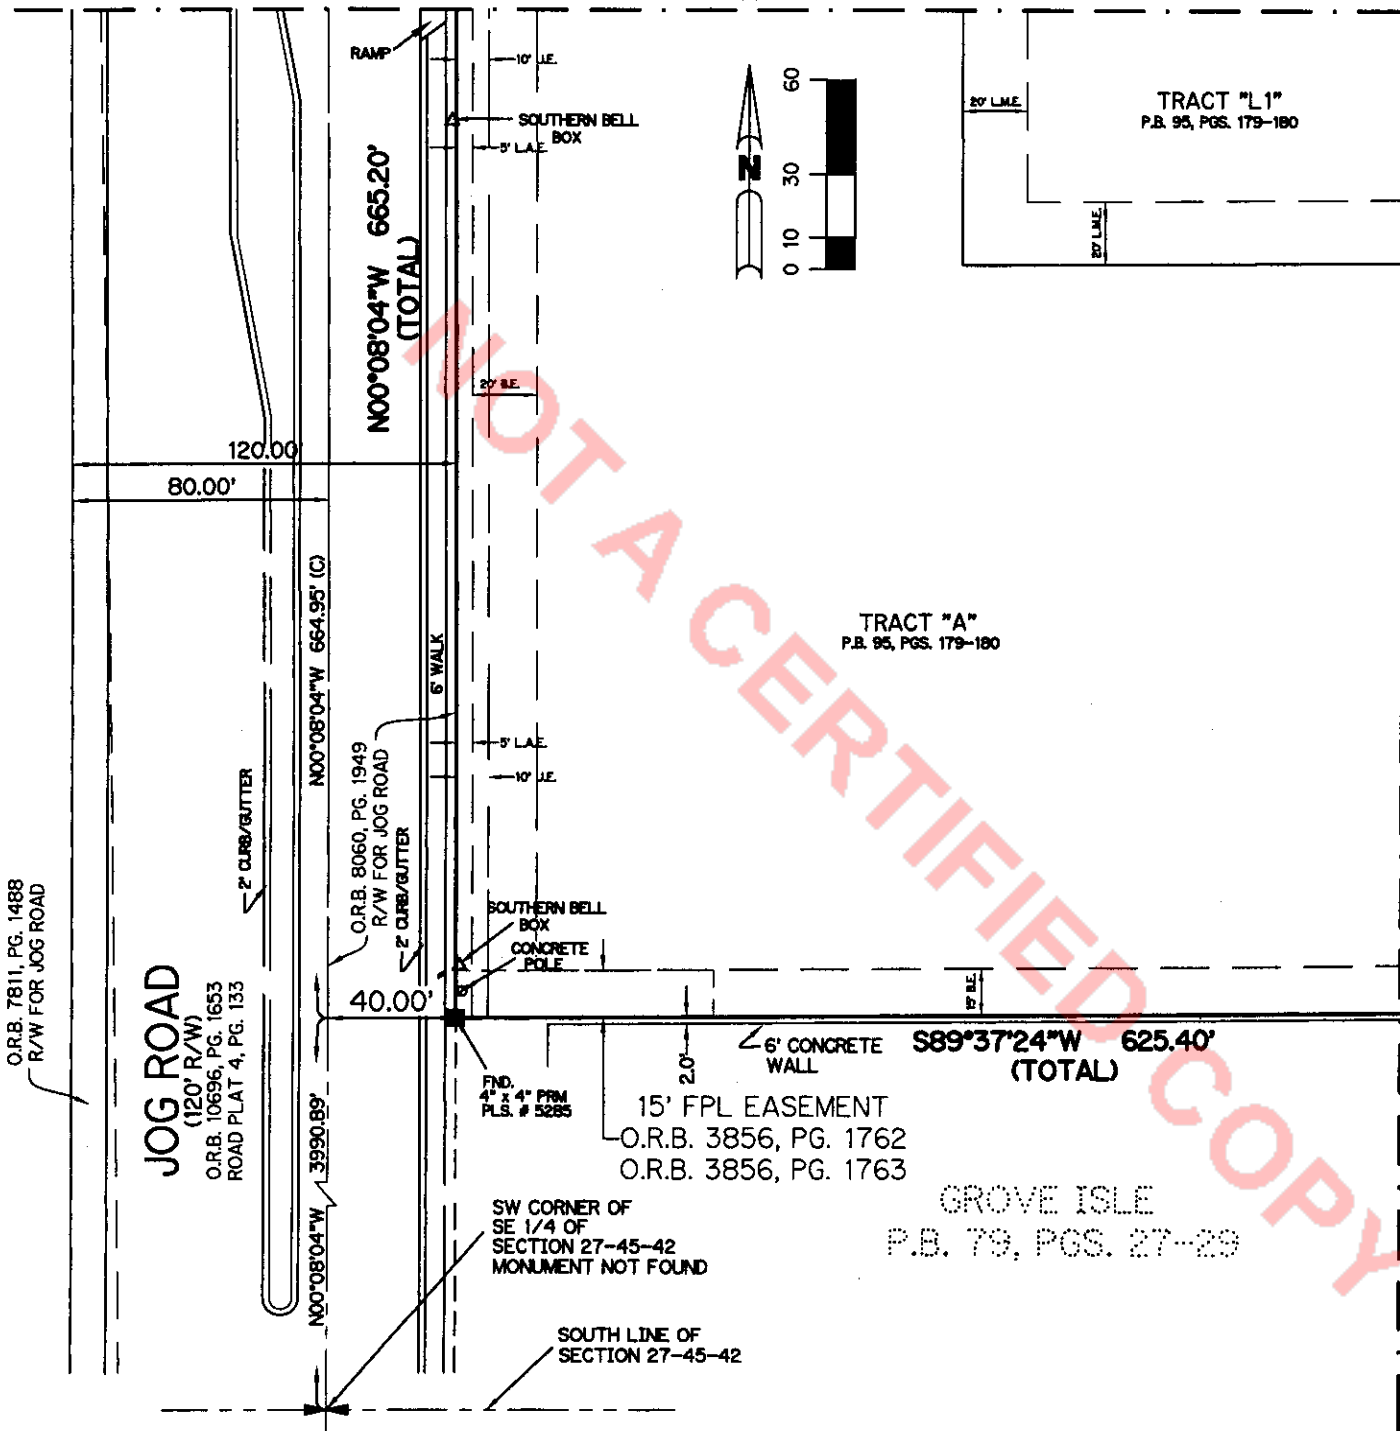 RAMP
10' U.E.
SOUTHERN BELL
BOX
5' L.A.E.
N00°08'04"W 665.20'
(TOTAL)
N
60
30
10
0
20' L.M.E.
TRACT "L1"
P.B. 95, PGS. 179-180
20' L.M.E.
20' B.E.
120.00'
80.00'
N00°08'04"W 664.95' (C)
TRACT "A"
P.B. 95, PGS. 179-180
6' WALK
5' L.A.E.
10' U.E.
O.R.B. 8060, PG. 1949
R/W FOR JOG ROAD
2' CURB/GUTTER
2' CURB/GUTTER
O.R.B. 7811, PG. 1488
R/W FOR JOG ROAD
SOUTHERN BELL
BOX
CONCRETE
POLE
JOG ROAD
(120' R/W)
O.R.B. 10696, PG. 1653
ROAD PLAT 4, PG. 133
40.00'
15' B.E.
S89°37'24"W 625.40'
(TOTAL)
6' CONCRETE
WALL
2.0'
FND.
4" x 4" PRM
PLS. # 5285
15' FPL EASEMENT
O.R.B. 3856, PG. 1762
O.R.B. 3856, PG. 1763
N00°08'04"W 3990.89'
GROVE ISLE
P.B. 79, PGS. 27-29
SW CORNER OF
SE 1/4 OF
SECTION 27-45-42
MONUMENT NOT FOUND
SOUTH LINE OF
SECTION 27-45-42
NOT A CERTIFIED COPY